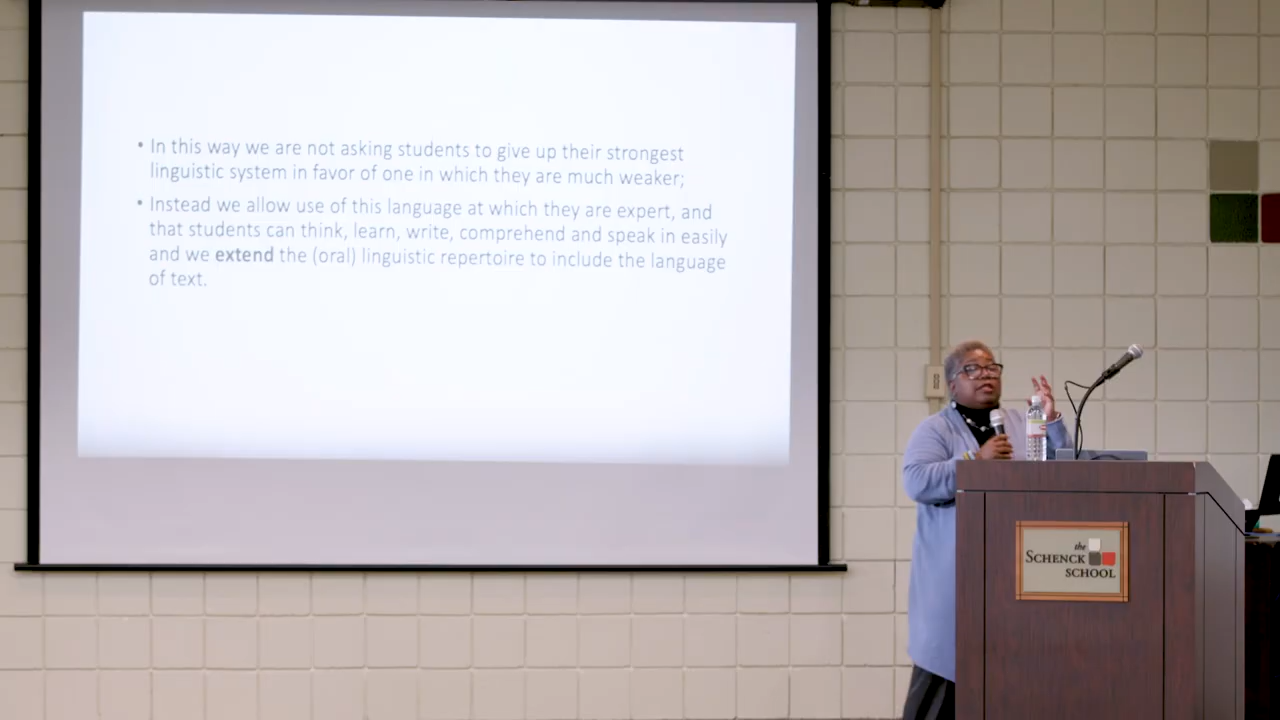 • In this way we are not asking students to give up their strongest
linguistic system in favor of one in which they are much weaker;
• Instead we allow use of this language at which they are expert, and
that students can think, learn, write, comprehend and speak in easily
and we extend the (oral) linguistic repertoire to include the language
of text.
the
SCHENCK
SCHOOL